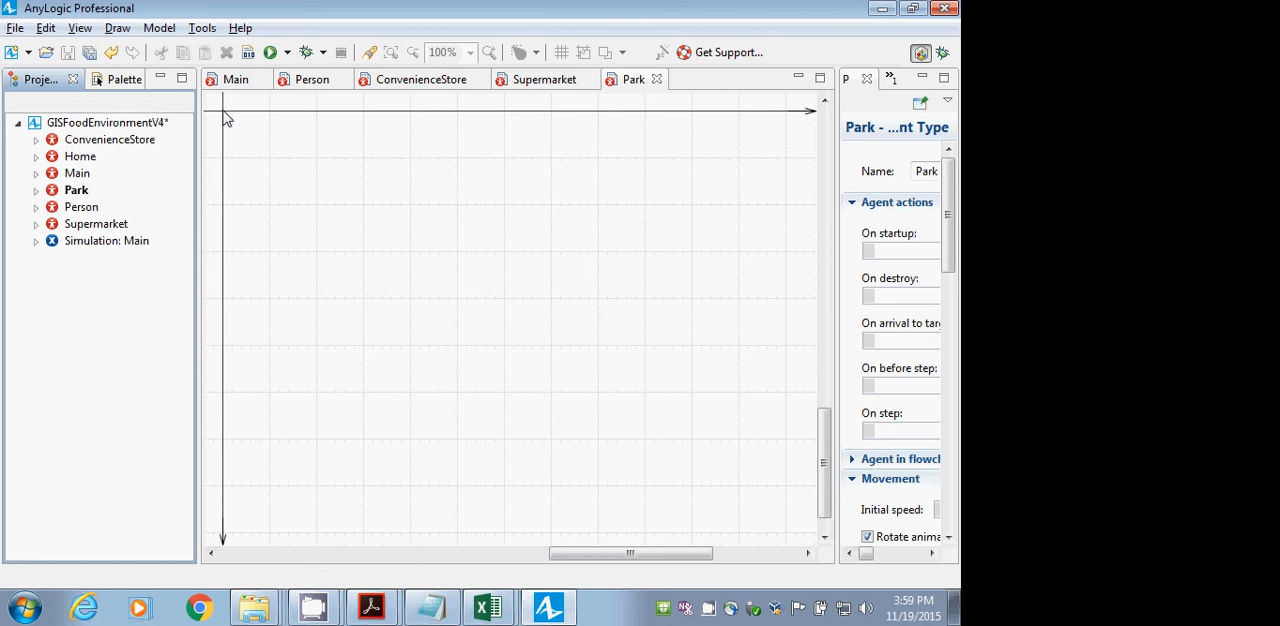 AnyLogic Professional
File Edit View Draw Model Tools Help
100% Get Support...
Proje... Palette Main Person ConvenienceStore Supermarket Park P »1
GISFoodEnvironmentV4*
ConvenienceStore
Home
Main
Park
Person
Supermarket
Simulation: Main
Park - ...nt Type
Name: Park
Agent actions
On startup:
On destroy:
On arrival to tar
On before step:
On step:
Agent in flowcl
Movement
Initial speed:
Rotate anima
3:59 PM
11/19/2015